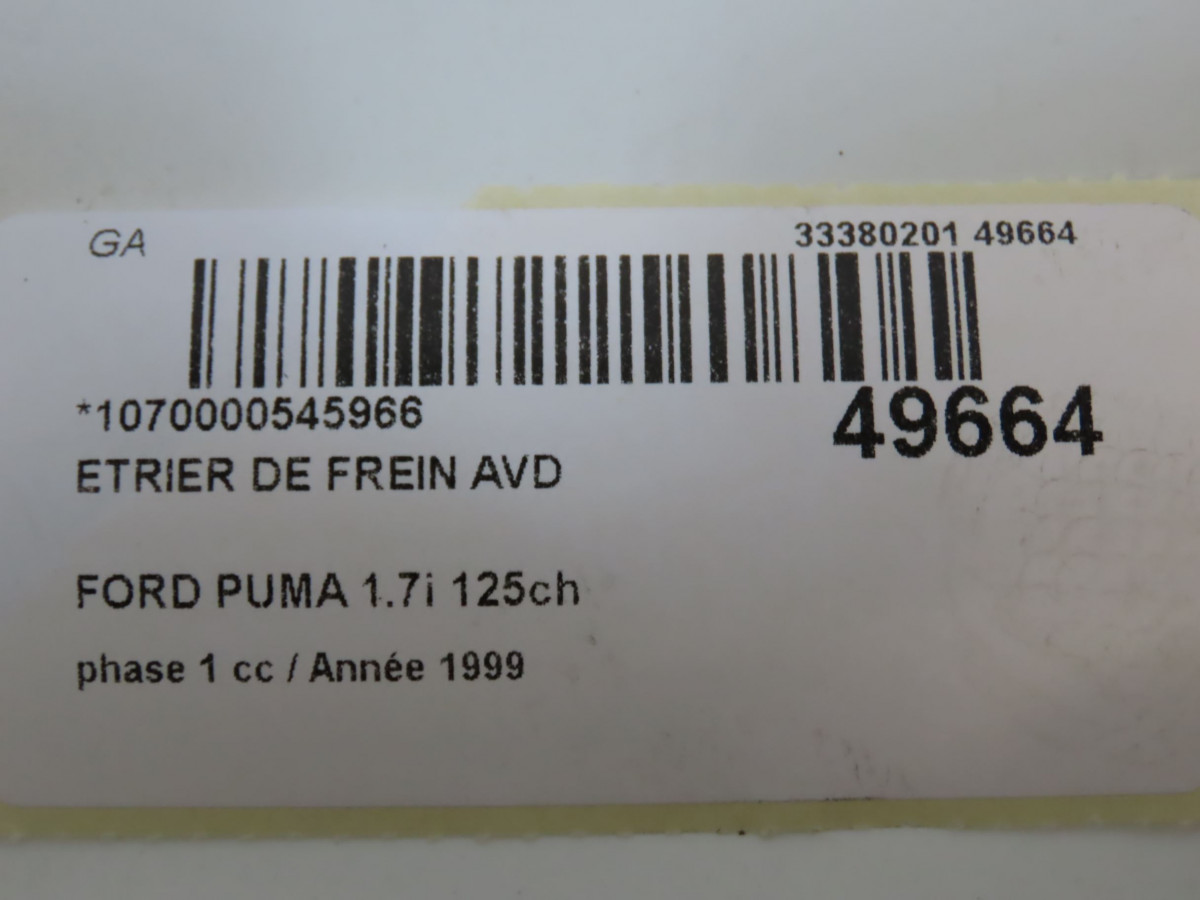 GA
33380201 49664
*1070000545966
49664
ETRIER DE FREIN AVD
FORD PUMA 1.7i 125ch
phase 1 cc / Année 1999